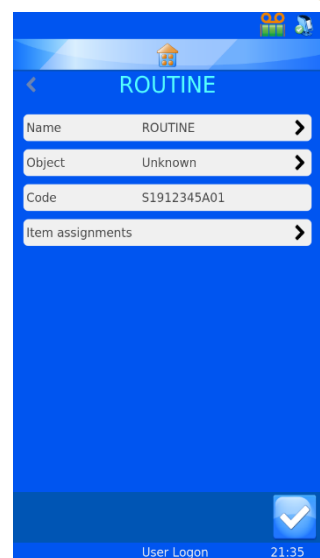 ROUTINE
Name ROUTINE
Object Unknown
Code S1912345A01
Item assignments
User Logon 21:35